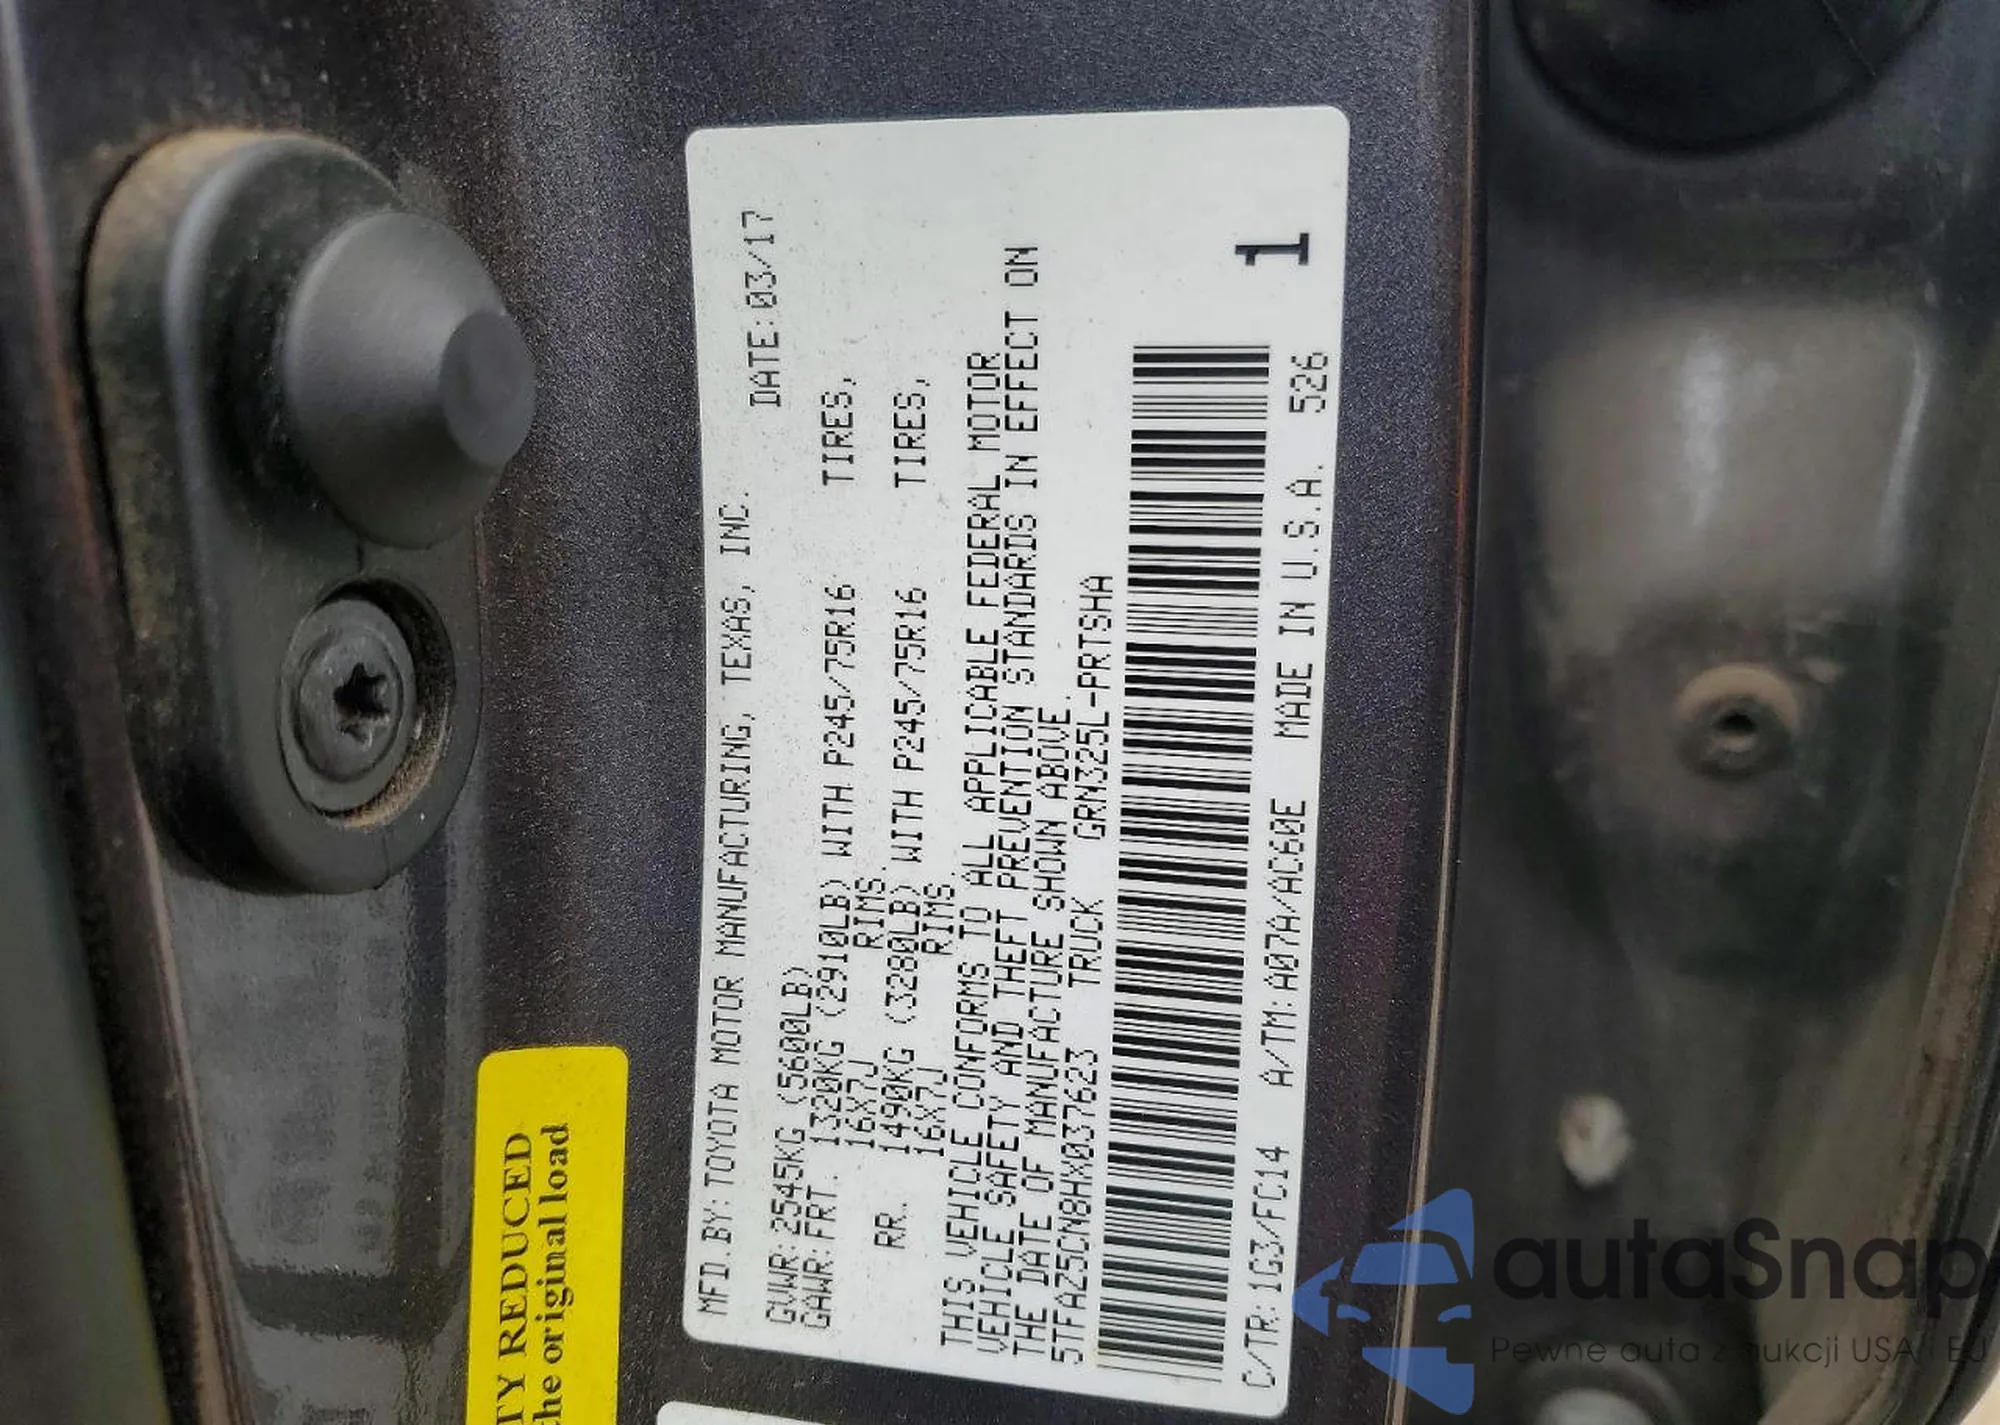 MFD.BY:TOYOTA MOTOR MANUFACTURING, TEXAS, INC.
DATE:03/17
GVWR:2545KG (5600LB)
GAWR:FRT. 1320KG (2910LB) WITH P245/75R16 TIRES,
16X7J RIMS.
RR. 1490KG (3280LB) WITH P245/75R16 TIRES,
16X7J RIMS.
THIS VEHICLE CONFORMS TO ALL APPLICABLE FEDERAL MOTOR
VEHICLE SAFETY AND THEFT PREVENTION STANDARDS IN EFFECT ON
THE DATE OF MANUFACTURE SHOWN ABOVE.
5TFAZ5CN8HX037623 TRUCK GRN325L-PRTSHA
C/TR:1G3/FC14 A/TM:A07A/AC60E MADE IN U.S.A. 526
1
TY REDUCED
the original load
autaSnap
Pewne auta z aukcji USA i EU